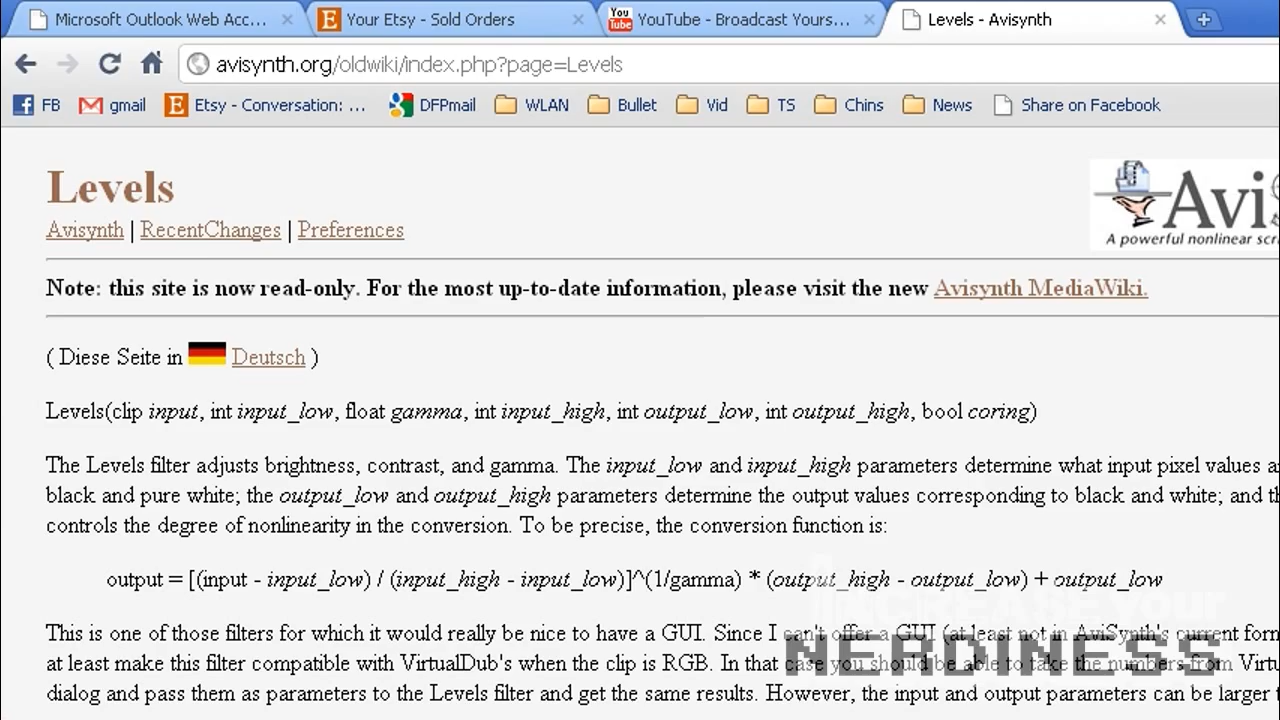 Microsoft Outlook Web Acc... Your Etsy - Sold Orders You Tube YouTube - Broadcast Yours... Levels - Avisynth
avisynth.org/oldwiki/index.php?page=Levels
FB gmail Etsy - Conversation: ... DFPmail WLAN Bullet Vid TS Chins News Share on Facebook
Levels
Avisynth | RecentChanges | Preferences
Avi
A powerful nonlinear
Note: this site is now read-only. For the most up-to-date information, please visit the new Avisynth MediaWiki.
( Diese Seite in Deutsch )
Levels(clip input, int input_low, float gamma, int input_high, int output_low, int output_high, bool coring)
The Levels filter adjusts brightness, contrast, and gamma. The input_low and input_high parameters determine what input pixel values
black and pure white; the output_low and output_high parameters determine the output values corresponding to black and white; and
controls the degree of nonlinearity in the conversion. To be precise, the conversion function is:
output = [(input - input_low) / (input_high - input_low)]^(1/gamma) * (output_high - output_low) + output_low
INCREASE your
NERDINESS
This is one of those filters for which it would really be nice to have a GUI. Since I can't offer a GUI (at least not in AviSynth's current
at least make this filter compatible with VirtualDub's when the clip is RGB. In that case you should be able to take the numbers from
dialog and pass them as parameters to the Levels filter and get the same results. However, the input and output parameters can be larger